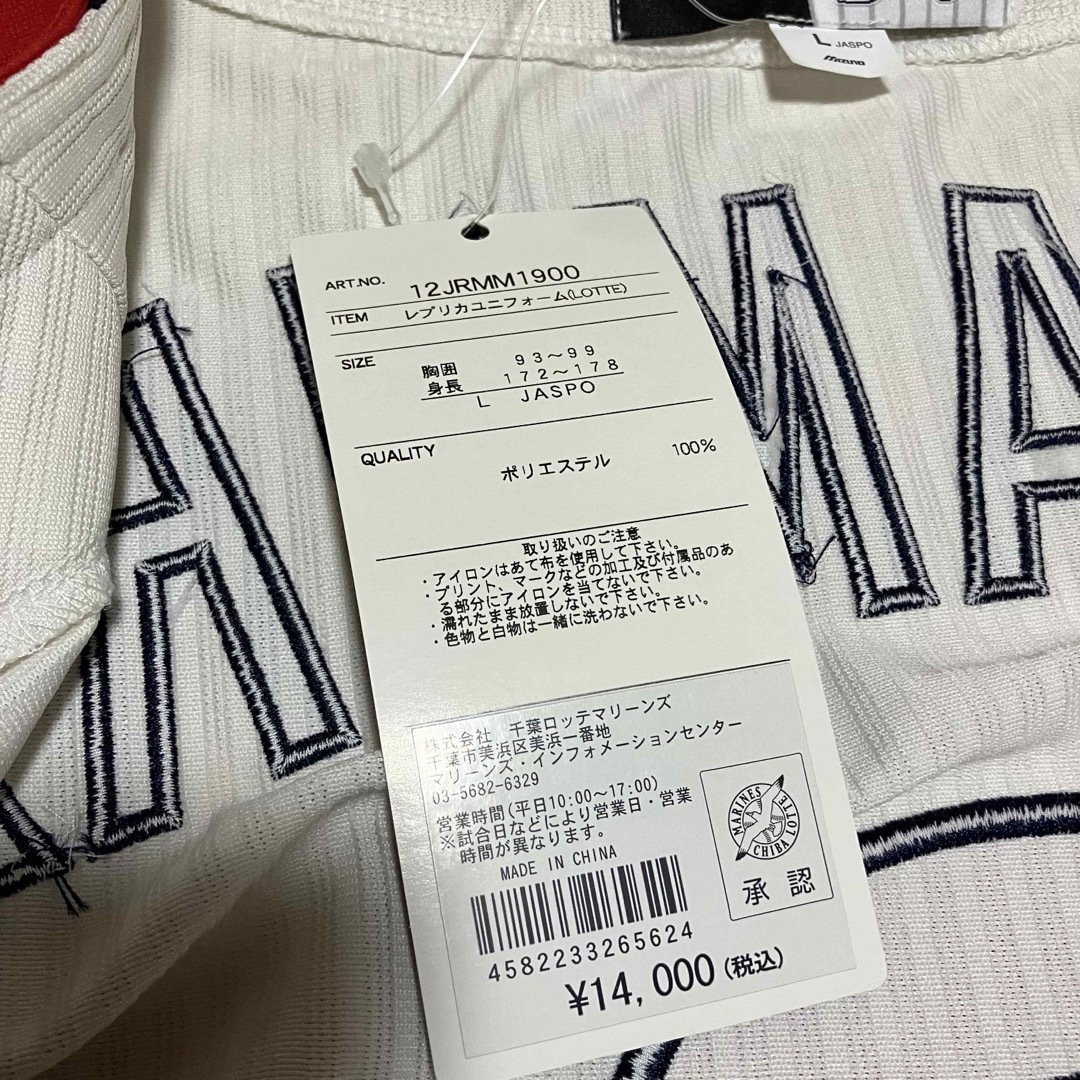 L JASPO
mizuno
ART.NO. 12JRMM1900
ITEM レプリカユニフォーム(LOTTE)
SIZE 胸囲 93〜99
身長 172〜178
L JASPO
QUALITY
ポリエステル 100%
取り扱いのご注意
・アイロンはあて布を使用して下さい。
・プリント、マークなどの加工及び付属品のあ
る部分にアイロンを当てないで下さい。
・濡れたまま放置しないで下さい。
・色物と白物は一緒に洗わないで下さい。
株式会社 千葉ロッテマリーンズ
千葉市美浜区美浜一番地
マリーンズ・インフォメーションセンター
03-5682-6329
営業時間(平日10:00〜17:00)
※試合日などにより営業日・営業
時間が異なります。
MADE IN CHINA
MARINES
LOTTE
CHIBA
承認
4582233265624
¥14,000(税込)